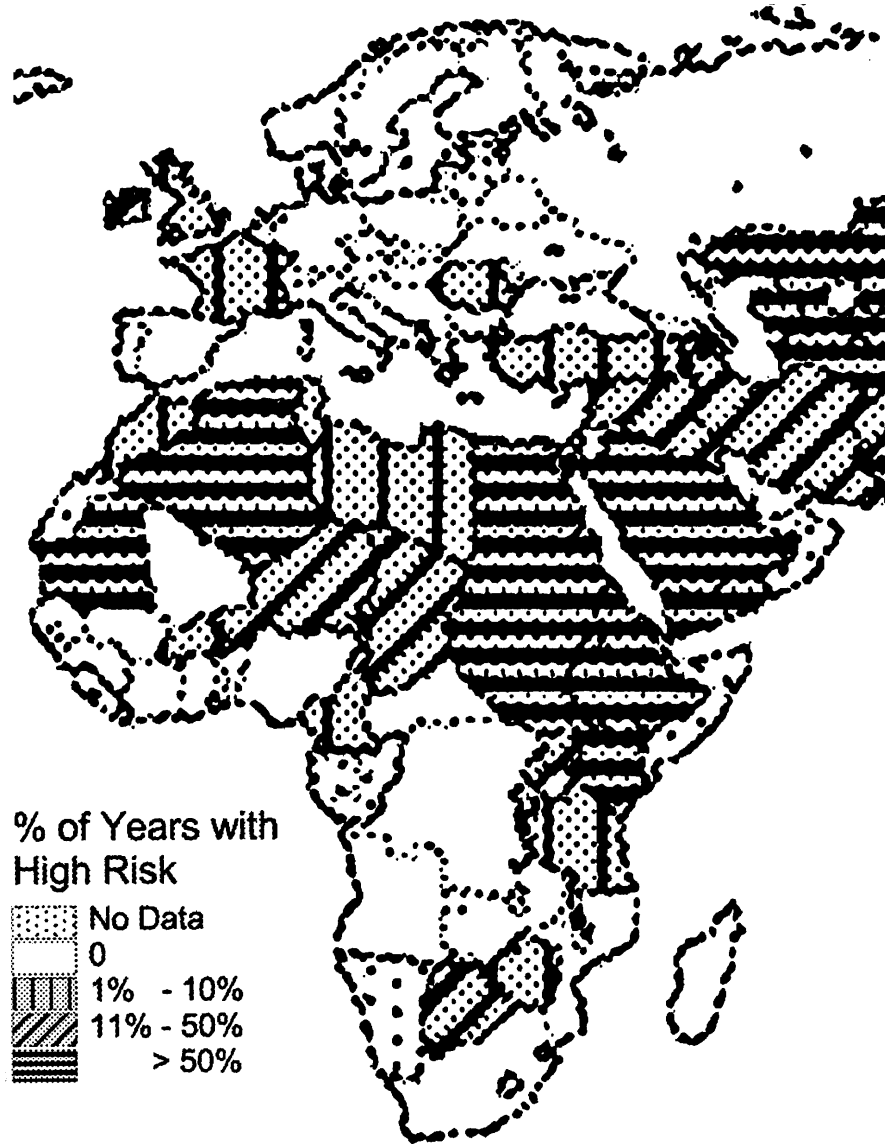 % of Years with
High Risk
No Data
0
1% - 10%
11% - 50%
> 50%